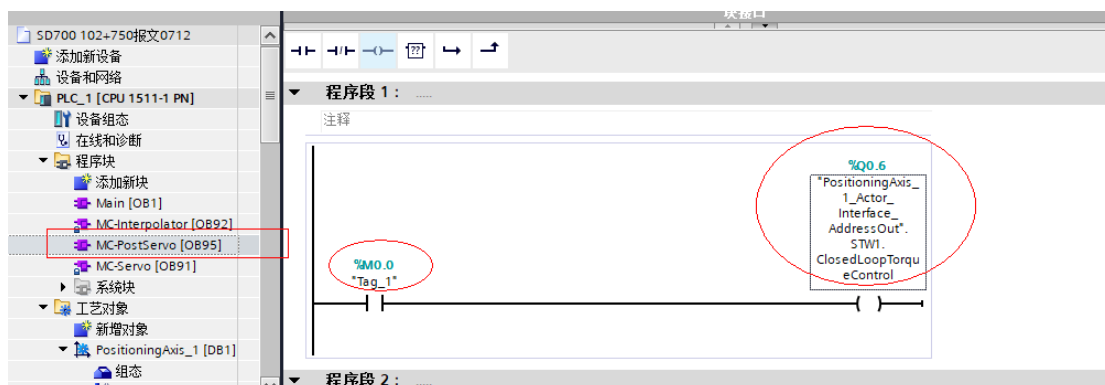 SD700 102+750报文0712
添加新设备
设备和网络
PLC_1 [CPU 1511-1 PN]
设备组态
在线和诊断
程序块
添加新块
Main [OB1]
MC-Interpolator [OB92]
MC-PostServo [OB95]
MC-Servo [OB91]
系统块
工艺对象
新增对象
PositioningAxis_1 [DB1]
组态
块接口
??
程序段 1： .....
注释
%M0.0
"Tag_1"
%Q0.6
"PositioningAxis_
1_Actor_
Interface_
AddressOut".
STW1.
ClosedLoopTorqu
eControl
程序段 2： .....